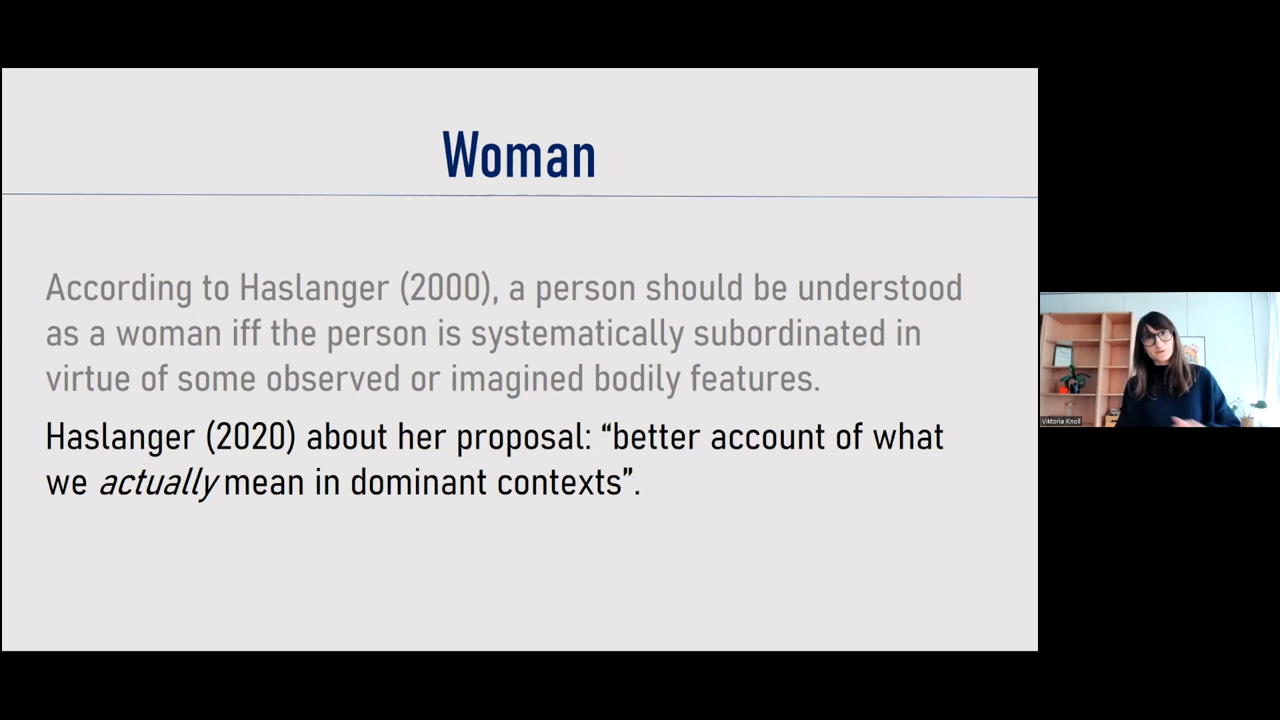 Woman
According to Haslanger (2000), a person should be understood
as a woman iff the person is systematically subordinated in
virtue of some observed or imagined bodily features.
Haslanger (2020) about her proposal: “better account of what
we actually mean in dominant contexts”.
Viktoria Knoll